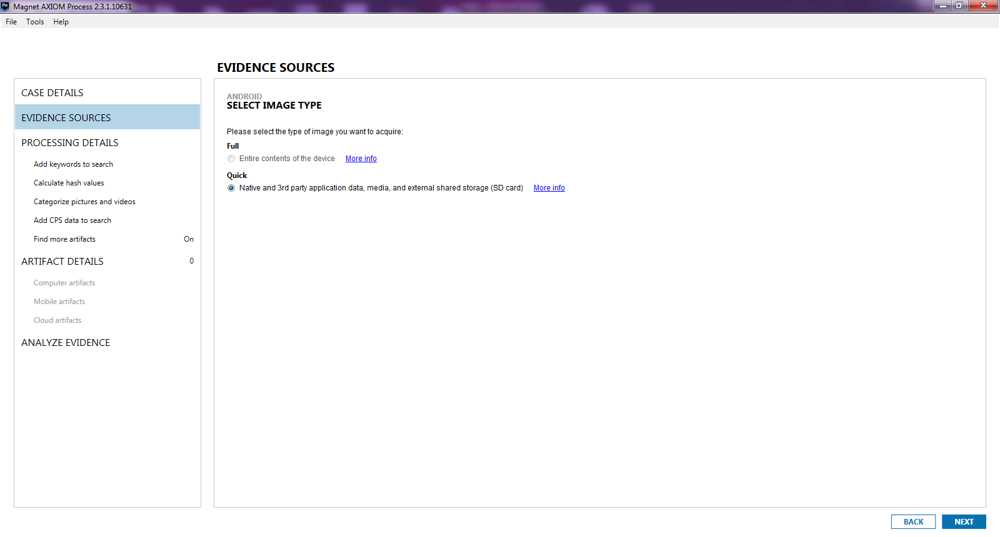 PR Magnet AXIOM Process 2.3.1.10631
File Tools Help
EVIDENCE SOURCES
CASE DETAILS
EVIDENCE SOURCES
PROCESSING DETAILS
Add keywords to search
Calculate hash values
Categorize pictures and videos
Add CPS data to search
Find more artifacts On
ARTIFACT DETAILS 0
Computer artifacts
Mobile artifacts
Cloud artifacts
ANALYZE EVIDENCE
ANDROID
SELECT IMAGE TYPE
Please select the type of image you want to acquire:
Full
Entire contents of the device More info
Quick
Native and 3rd party application data, media, and external shared storage (SD card) More info
BACK NEXT